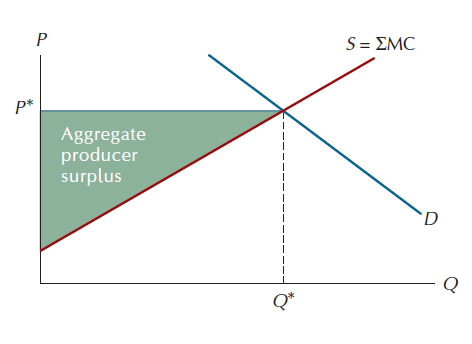 P
S = ΣMC
P*
Aggregate
producer
surplus
D
Q
Q*